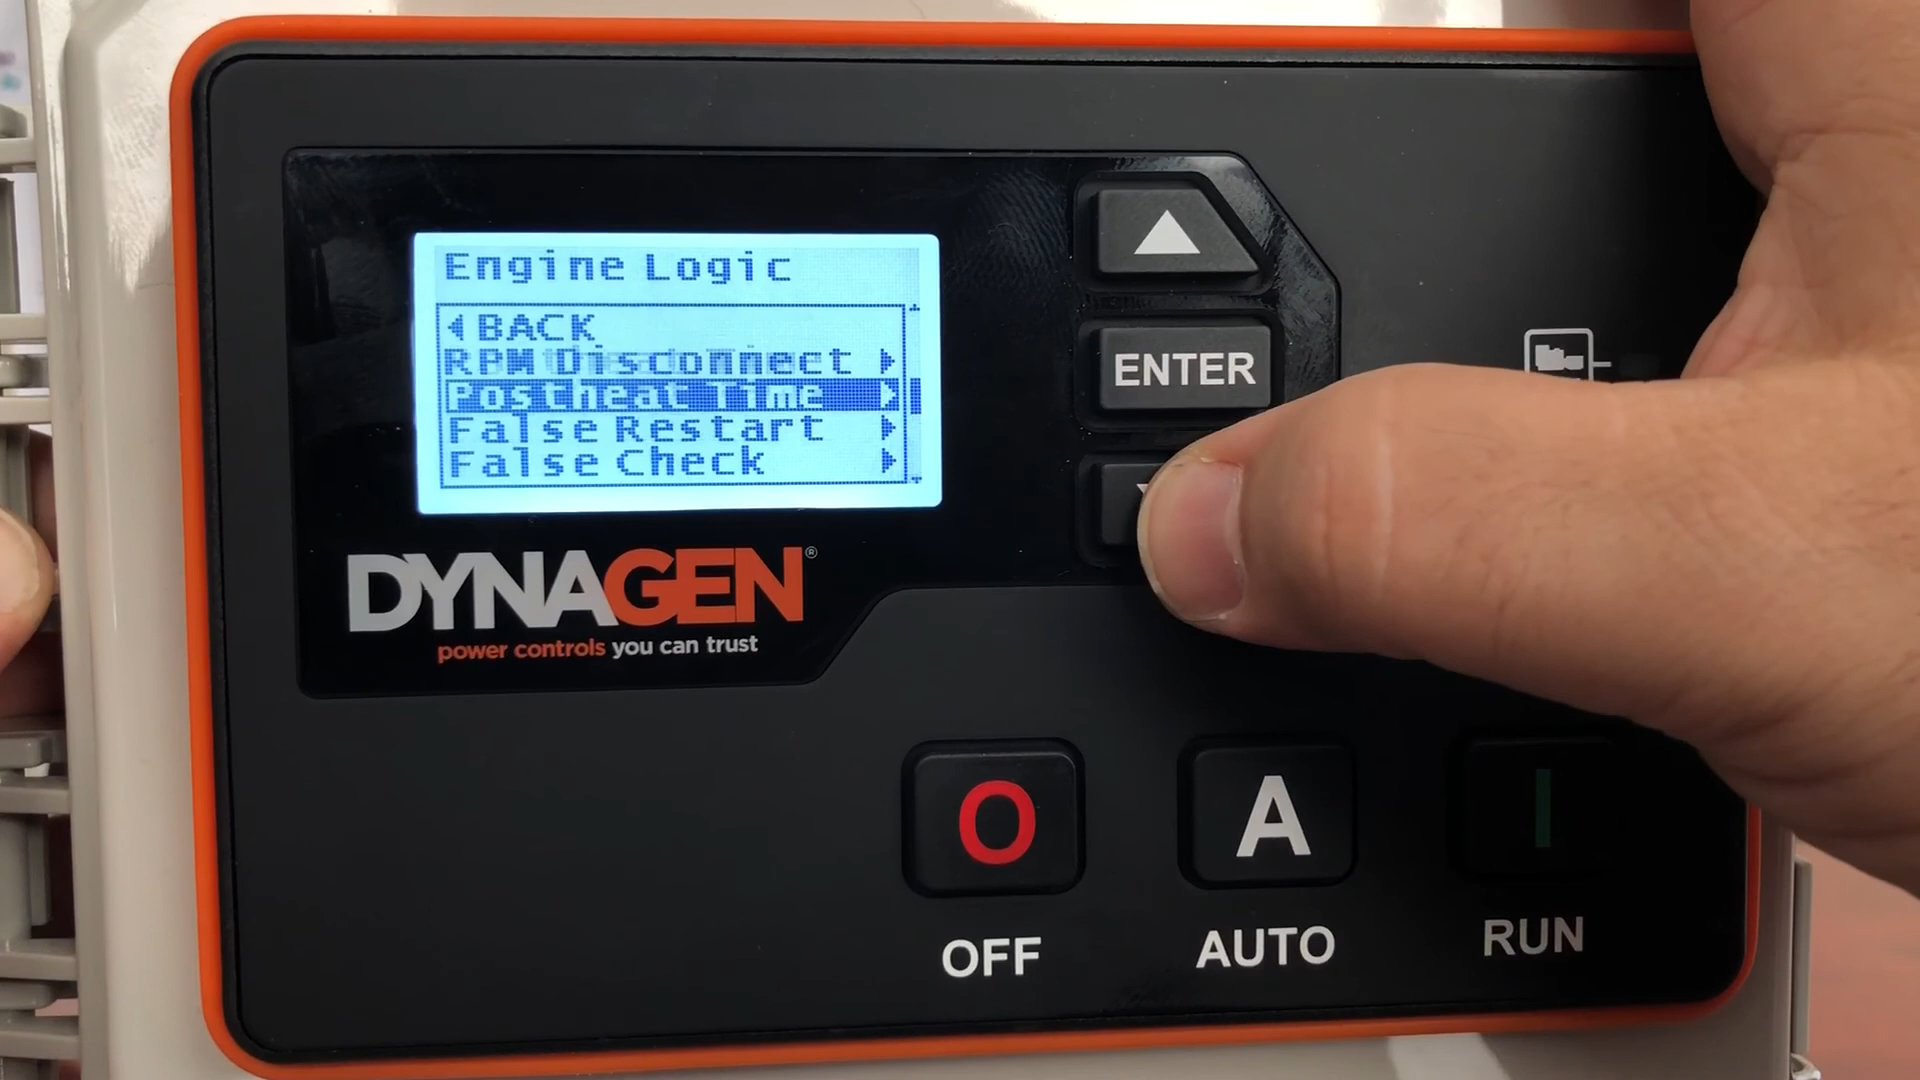 Engine Logic
BACK
RPM Disconnect
Postheat Time
False Restart
False Check
ENTER
DYNAGEN®
power controls you can trust
O
A
I
OFF
AUTO
RUN